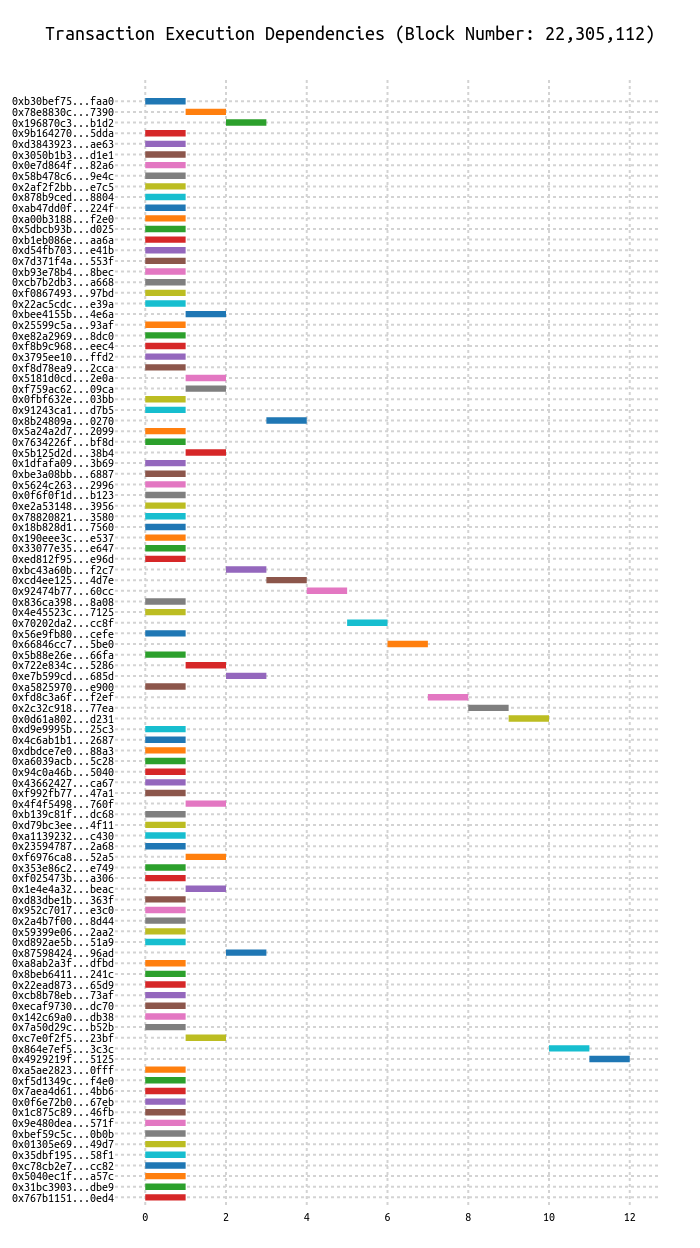 Transaction Execution Dependencies (Block Number: 22,305,112)
0xb30bef75...faa0
0x78e8830c...7390
0x196870c3...b1d2
0x9b164270...5dda
0xd3843923...ae63
0x3050b1b3...d1e1
0x0e7d864f...82a6
0x58b478c6...9e4c
0x2af2f2bb...e7c5
0x878b9ced...8804
0xab47dd0f...224f
0xa00b3188...f2e0
0x5dbcb93b...d025
0xb1eb086e...aa6a
0xd54fb703...e41b
0x7d371f4a...553f
0xb93e78b4...8bec
0xcb7b2db3...a668
0xf0867493...97bd
0x22ac5cdc...e39a
0xbee4155b...4e6a
0x25599c5a...93af
0xe82a2969...8dc0
0xf8b9c968...eec4
0x3795ee10...ffd2
0xf8d78ea9...2cca
0x5181d0cd...2e0a
0xf759ac62...09ca
0x0fbf632e...03bb
0x91243ca1...d7b5
0x8b24809a...0270
0x5a24a2d7...2099
0x7634226f...bf8d
0x5b125d2d...38b4
0x1dfafa09...3b69
0xbe3a08bb...6887
0x5624c263...2996
0x0f6f0f1d...b123
0xe2a53148...3956
0x78820821...3580
0x18b828d1...7560
0x190eee3c...e537
0x33077e35...e647
0xed812f95...e96d
0xbc43a60b...f2c7
0xcd4ee125...4d7e
0x92474b77...60cc
0x836ca398...8a08
0x4e45523c...7125
0x70202da2...cc8f
0x56e9fb80...cefe
0x66846cc7...5be0
0x5b88e26e...66fa
0x722e834c...5286
0xe7b599cd...685d
0xa5825970...e900
0xfd8c3a6f...f2ef
0x2c32c918...77ea
0x0d61a802...d231
0xd9e9995b...25c3
0x4c6ab1b1...2687
0xdbdce7e0...88a3
0xa6039acb...5c28
0x94c0a46b...5040
0x43662427...ca67
0xf992fb77...47a1
0x4f4f5498...760f
0xb139c81f...dc68
0xd79bc3ee...4f11
0xa1139232...c430
0x23594787...2a68
0xf6976ca8...52a5
0x353e86c2...e749
0xf025473b...a306
0x1e4e4a32...beac
0xd83dbe1b...363f
0x952c7017...e3c0
0x2a4b7f00...8d44
0x59399e06...2aa2
0xd892ae5b...51a9
0x87598424...96ad
0xa8ab2a3f...dfbd
0x8beb6411...241c
0x22ead873...65d9
0xcb8b78eb...73af
0xecaf9730...dc70
0x142c69a0...db38
0x7a50d29c...b52b
0xc7e0f2f5...23bf
0x864e7ef5...3c3c
0x4929219f...5125
0xa5ae2823...0fff
0xf5d1349c...f4e0
0x7aea4d61...4bb6
0x0f6e72b0...67eb
0x1c875c89...46fb
0x9e480dea...571f
0xbef59c5c...0b0b
0x01305e69...49d7
0x35dbf195...58f1
0xc78cb2e7...cc82
0x5040ec1f...a57c
0x31bc3903...dbe9
0x767b1151...0ed4
0 2 4 6 8 10 12